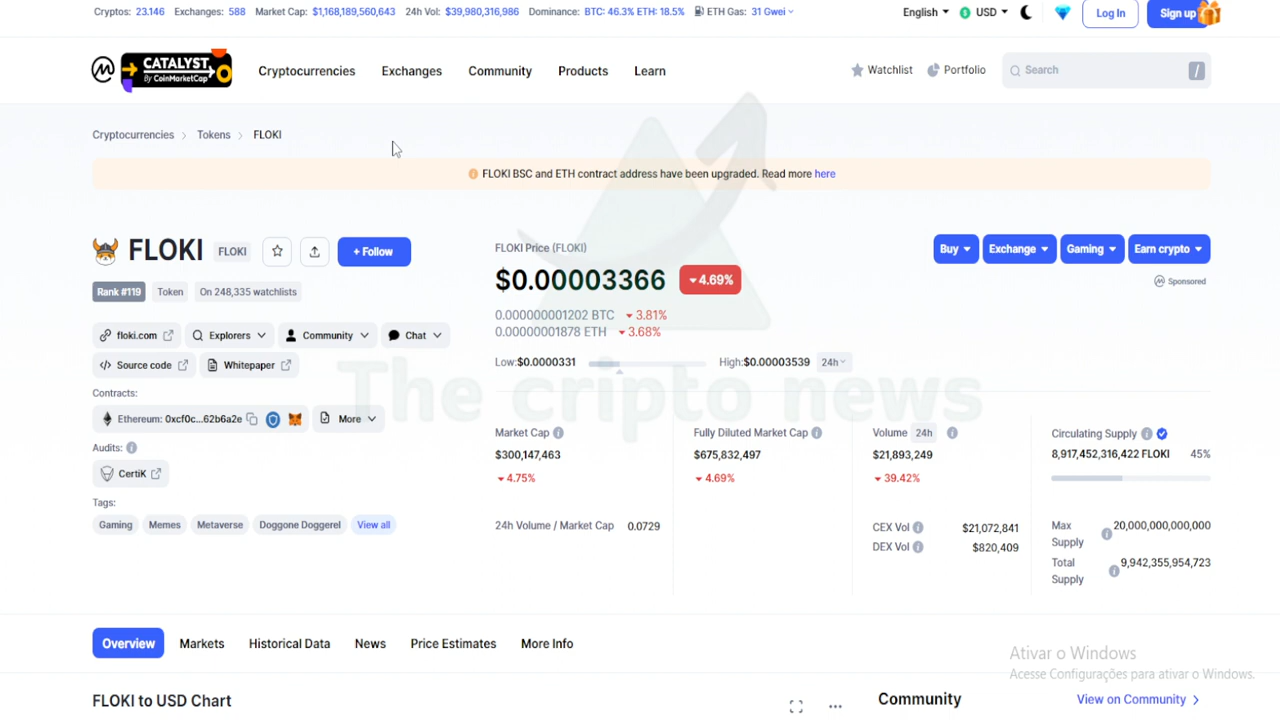 Cryptos: 23.146 Exchanges: 588 Market Cap: $1,168,189,560,643 24h Vol: $39,980,316,986 Dominance: BTC: 46.3% ETH: 18.5% ETH Gas: 31 Gwei English USD Log In Sign up
CATALYST
By CoinMarketCap
Cryptocurrencies Exchanges Community Products Learn Watchlist Portfolio Search /
Cryptocurrencies > Tokens > FLOKI
FLOKI BSC and ETH contract address have been upgraded. Read more here
FLOKI FLOKI + Follow
Rank #119 Token On 248,335 watchlists
floki.com Explorers Community Chat
Source code Whitepaper
Contracts:
Ethereum: 0xcf0c...62b6a2e More
Audits:
CertiK
Tags:
Gaming Memes Metaverse Doggone Doggerel View all
FLOKI Price (FLOKI)
$0.00003366 4.69%
0.000000001202 BTC 3.81%
0.00000001878 ETH 3.68%
Low:$0.0000331 High:$0.00003539 24h
Buy Exchange Gaming Earn crypto
Sponsored
The cripto news
Market Cap
$300,147,463
4.75%
24h Volume / Market Cap 0.0729
Fully Diluted Market Cap
$675,832,497
4.69%
Volume 24h
$21,893,249
39.42%
CEX Vol $21,072,841
DEX Vol $820,409
Circulating Supply
8,917,452,316,422 FLOKI 45%
Max Supply 20,000,000,000,000
Total Supply 9,942,355,954,723
Overview Markets Historical Data News Price Estimates More Info
Ativar o Windows
Acesse Configurações para ativar o Windows.
FLOKI to USD Chart
Community View on Community >